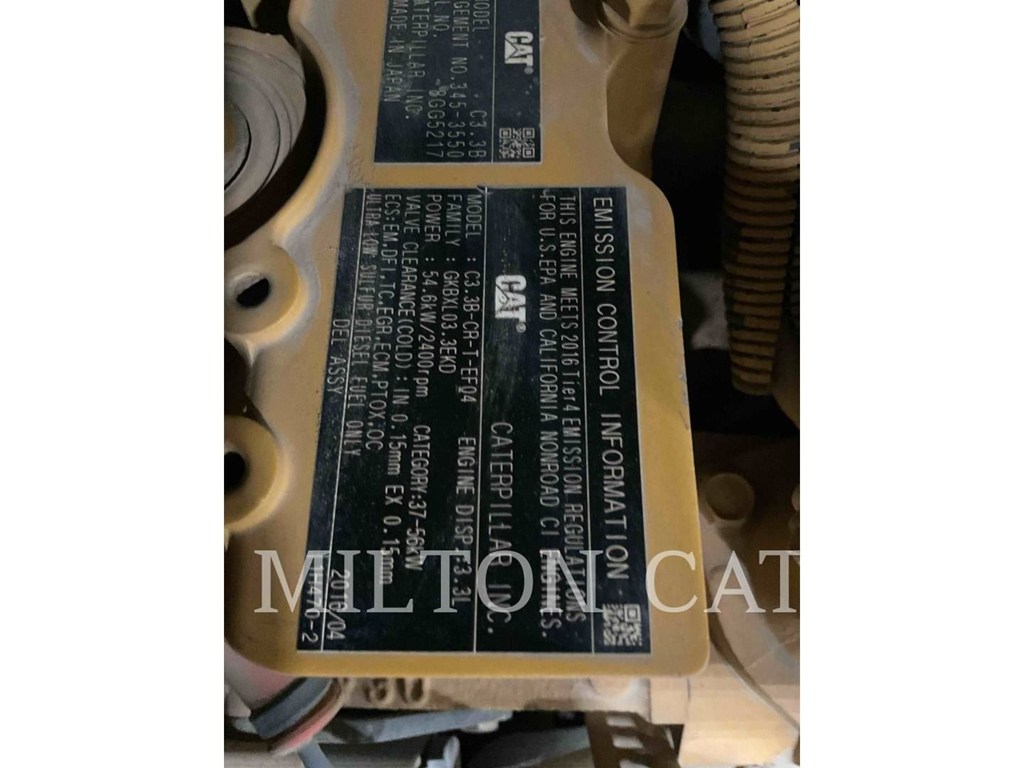 CAT
MODEL C3.3B
GEMENT NO. 345-3550
L NO. 8GG5217
CATERPILLAR INC.
MADE IN JAPAN
EMISSION CONTROL INFORMATION
THIS ENGINE MEETS 2016 Tier4 EMISSION REGULATIONS
FOR U.S.EPA AND CALIFORNIA NONROAD CI ENGINES.
CAT CATERPILLAR INC.
MODEL : C3.3B-CR-T-EFQ4 ENGINE DISP.:3.3L
FAMILY : GKBXL03.3EKD
POWER : 54.6kW/2400rpm CATEGORY:37-56kW
VALVE CLEARANCE(COLD) : IN 0.15mm EX 0.15mm
ECS:EM,DFI,TC,EGR,ECM,PTOX,OC
ULTRA LOW SULFUR DIESEL FUEL ONLY
DEL ASSY 2016/04
MILTON CAT